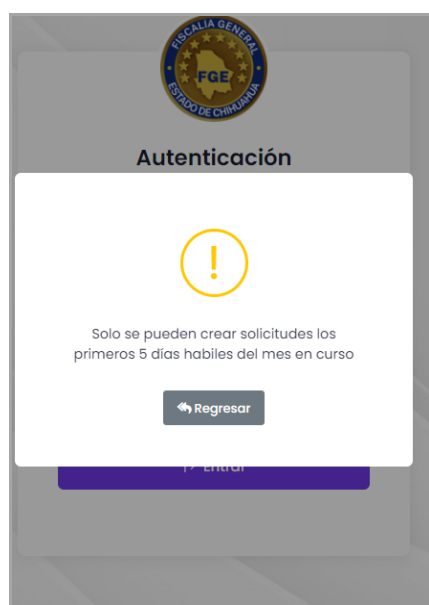 FISCALÍA GENERAL
FGE
ESTADO DE CHIHUAHUA
Autenticación
Solo se pueden crear solicitudes los
primeros 5 días habiles del mes en curso
Regresar
Entrar